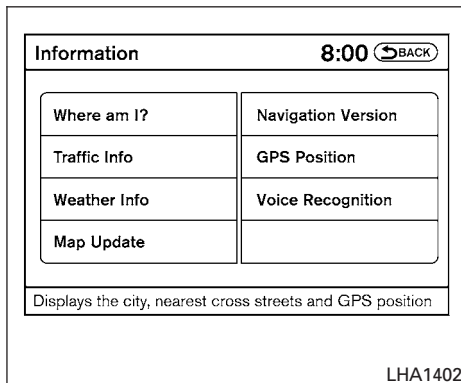 Information 8:00 BACK
Where am I? Navigation Version
Traffic Info GPS Position
Weather Info Voice Recognition
Map Update
Displays the city, nearest cross streets and GPS position
LHA1402